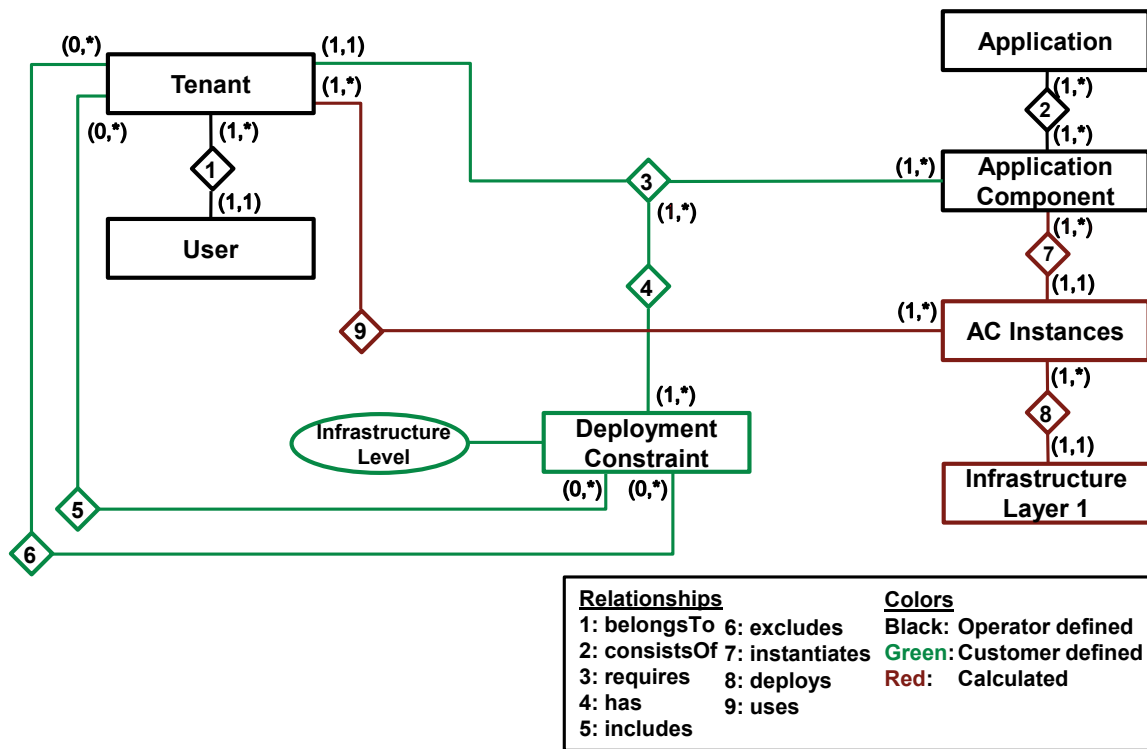 (0,*)
(1,1)
Tenant
(1,*)
(0,*)
(1,*)
1
(1,1)
User
Application
(1,*)
2
(1,*)
Application
Component
(1,*)
3
(1,*)
(1,*)
7
(1,1)
4
9
(1,*)
AC Instances
(1,*)
8
(1,1)
Infrastructure
Layer 1
(1,*)
Infrastructure
Level
Deployment
Constraint
(0,*)
(0,*)
5
6
Relationships
1: belongsTo
2: consistsOf
3: requires
4: has
5: includes
6: excludes
7: instantiates
8: deploys
9: uses
Colors
Black: Operator defined
Green: Customer defined
Red: Calculated